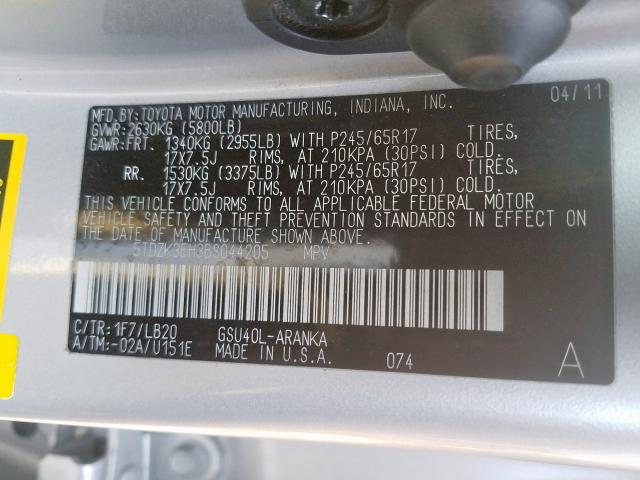 MFD.BY:TOYOTA MOTOR MANUFACTURING, INDIANA, INC. 04/11
GVWR:2630KG (5800LB)
GAWR:FRT. 1340KG (2955LB) WITH P245/65R17 TIRES,
17X7.5J RIMS, AT 210KPA (30PSI) COLD.
RR. 1530KG (3375LB) WITH P245/65R17 TIRES,
17X7.5J RIMS, AT 210KPA (30PSI) COLD.
THIS VEHICLE CONFORMS TO ALL APPLICABLE FEDERAL MOTOR
VEHICLE SAFETY AND THEFT PREVENTION STANDARDS IN EFFECT ON
THE DATE OF MANUFACTURE SHOWN ABOVE.
5TDZK3EH3BS044205 MPV
C/TR:1F7/LB20 GSU40L-ARANKA
A/TM:-02A/U151E MADE IN U.S.A. 074 A